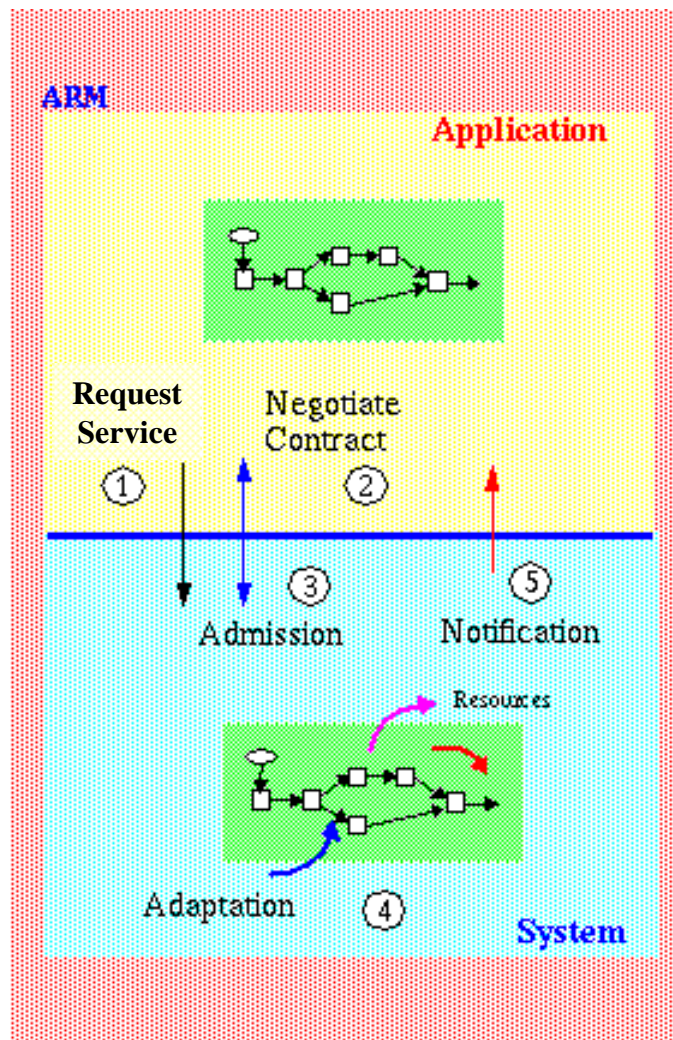 ARM
Application
Request
Service
Negotiate
Contract
1
2
3
5
Admission
Notification
Resources
Adaptation
4
System